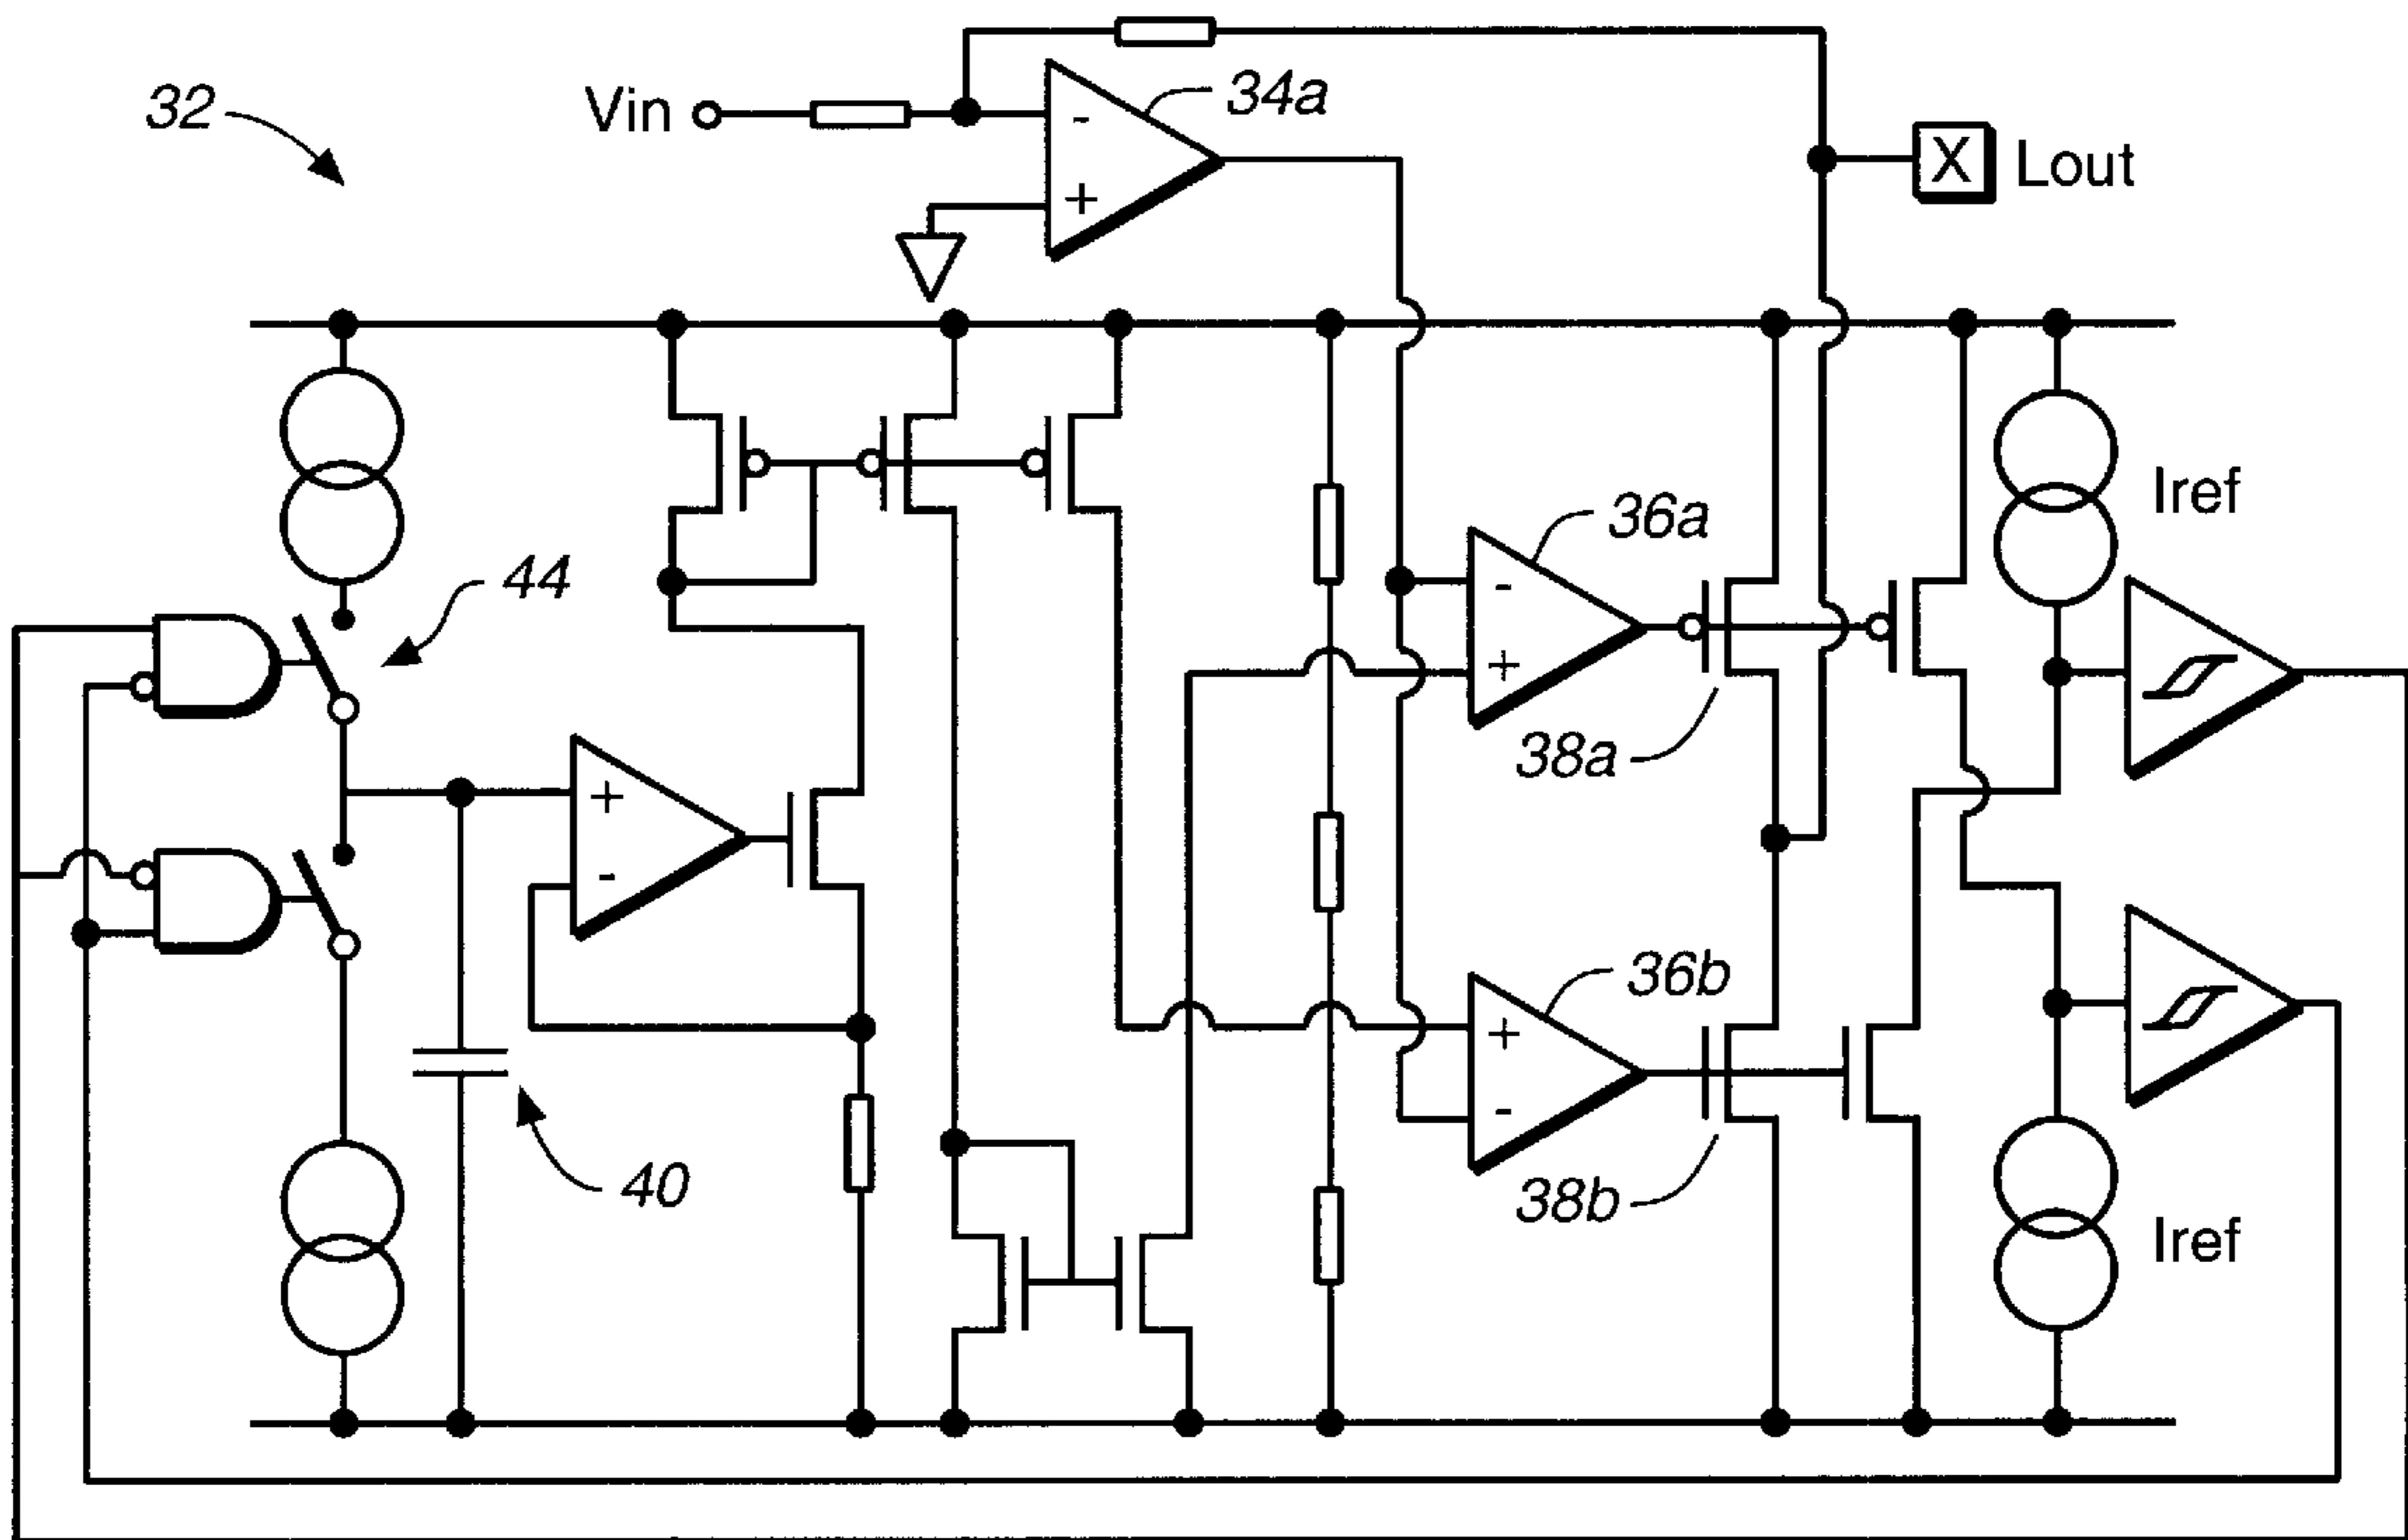 32
Vin
-
+
34a
X
Lout
44
36a
-
+
Iref
38a
+
-
36b
+
-
40
38b
Iref